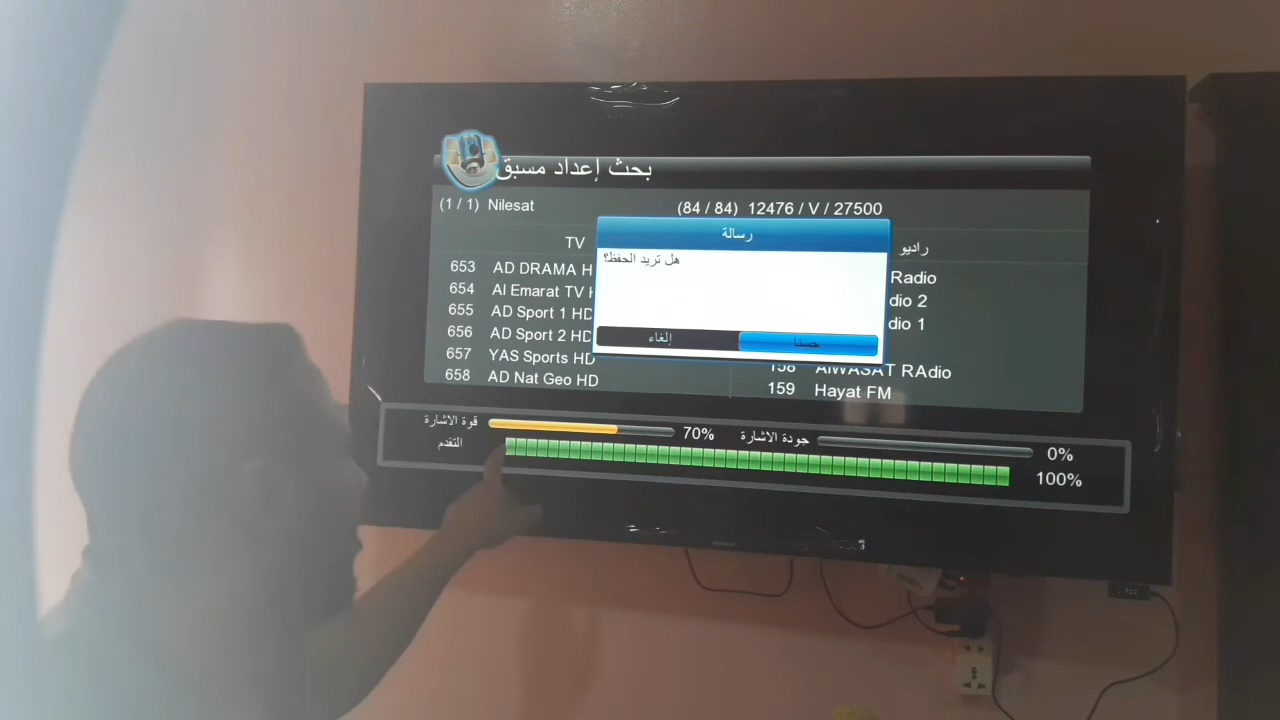 بحث إعداد مسبق
(1 / 1) Nilesat
(84 / 84) 12476 / V / 27500
TV
راديو
رسالة
هل تريد الحفظ؟
إلغاء
حسنا
653 AD DRAMA H
654 Al Emarat TV H
655 AD Sport 1 HD
656 AD Sport 2 HD
657 YAS Sports HD
658 AD Nat Geo HD
Radio
dio 2
dio 1
158 AlWASAT RAdio
159 Hayat FM
قوة الاشارة 70%
جودة الاشارة 0%
التقدم 100%